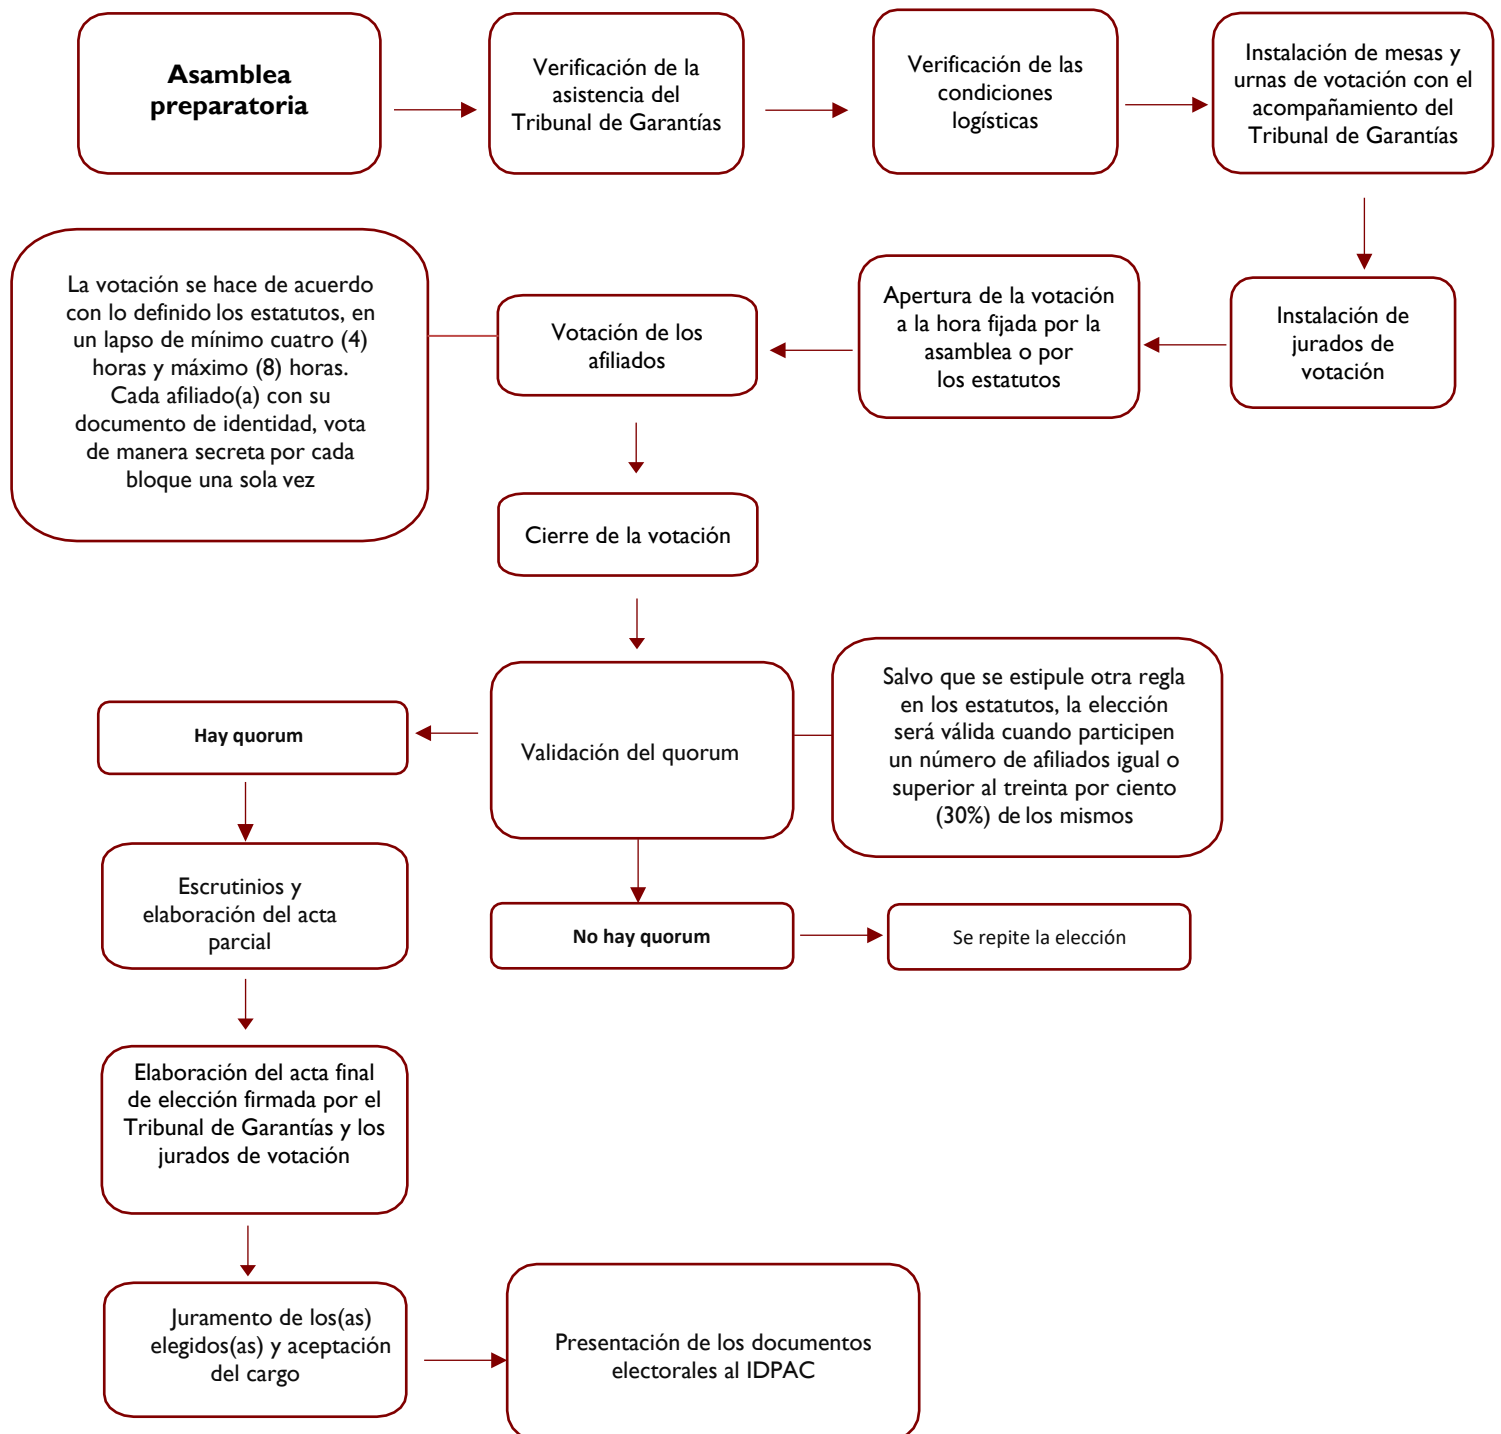 Asamblea
preparatoria
Verificación de la
asistencia del
Tribunal de Garantías
Verificación de las
condiciones
logísticas
Instalación de mesas y
urnas de votación con el
acompañamiento del
Tribunal de Garantías
Instalación de
jurados de
votación
Apertura de la votación
a la hora fijada por la
asamblea o por
los estatutos
Votación de los
afiliados
La votación se hace de acuerdo
con lo definido los estatutos, en
un lapso de mínimo cuatro (4)
horas y máximo (8) horas.
Cada afiliado(a) con su
documento de identidad, vota
de manera secreta por cada
bloque una sola vez
Cierre de la votación
Validación del quorum
Salvo que se estipule otra regla
en los estatutos, la elección
será válida cuando participen
un número de afiliados igual o
superior al treinta por ciento
(30%) de los mismos
Hay quorum
No hay quorum
Se repite la elección
Escrutinios y
elaboración del acta
parcial
Elaboración del acta final
de elección firmada por el
Tribunal de Garantías y los
jurados de votación
Juramento de los(as)
elegidos(as) y aceptación
del cargo
Presentación de los documentos
electorales al IDPAC